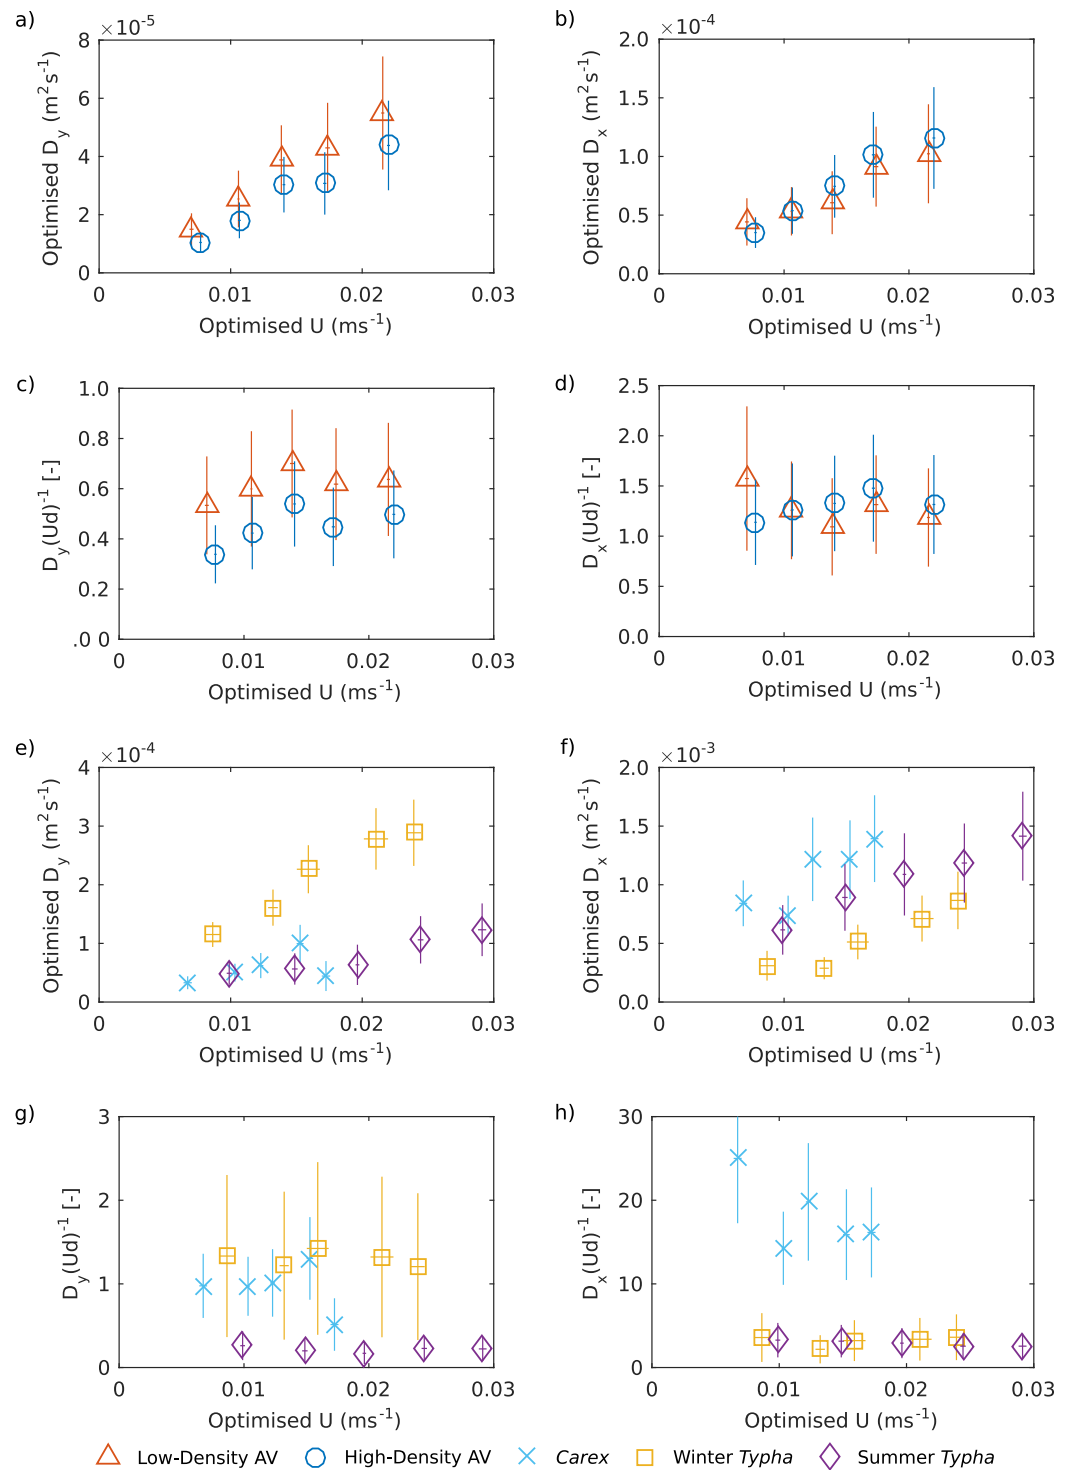 a)
×10⁻⁵
8
6
4
2
0
0 0.01 0.02 0.03
Optimised D_y (m²s⁻¹)
Optimised U (ms⁻¹)
b)
×10⁻⁴
2.0
1.5
1.0
0.5
0.0
0 0.01 0.02 0.03
Optimised D_x (m²s⁻¹)
Optimised U (ms⁻¹)
c)
1.0
0.8
0.6
0.4
0.2
.0 0
0 0.01 0.02 0.03
D_y(Ud)⁻¹ [-]
Optimised U (ms⁻¹)
d)
2.5
2.0
1.5
1.0
0.5
0.0
0 0.01 0.02 0.03
D_x(Ud)⁻¹ [-]
Optimised U (ms⁻¹)
e)
×10⁻⁴
4
3
2
1
0
0 0.01 0.02 0.03
Optimised D_y (m²s⁻¹)
Optimised U (ms⁻¹)
f)
×10⁻³
2.0
1.5
1.0
0.5
0.0
0 0.01 0.02 0.03
Optimised D_x (m²s⁻¹)
Optimised U (ms⁻¹)
g)
3
2
1
0
0 0.01 0.02 0.03
D_y(Ud)⁻¹ [-]
Optimised U (ms⁻¹)
h)
30
20
10
0
0 0.01 0.02 0.03
D_x(Ud)⁻¹ [-]
Optimised U (ms⁻¹)
Low-Density AV High-Density AV Carex Winter Typha Summer Typha